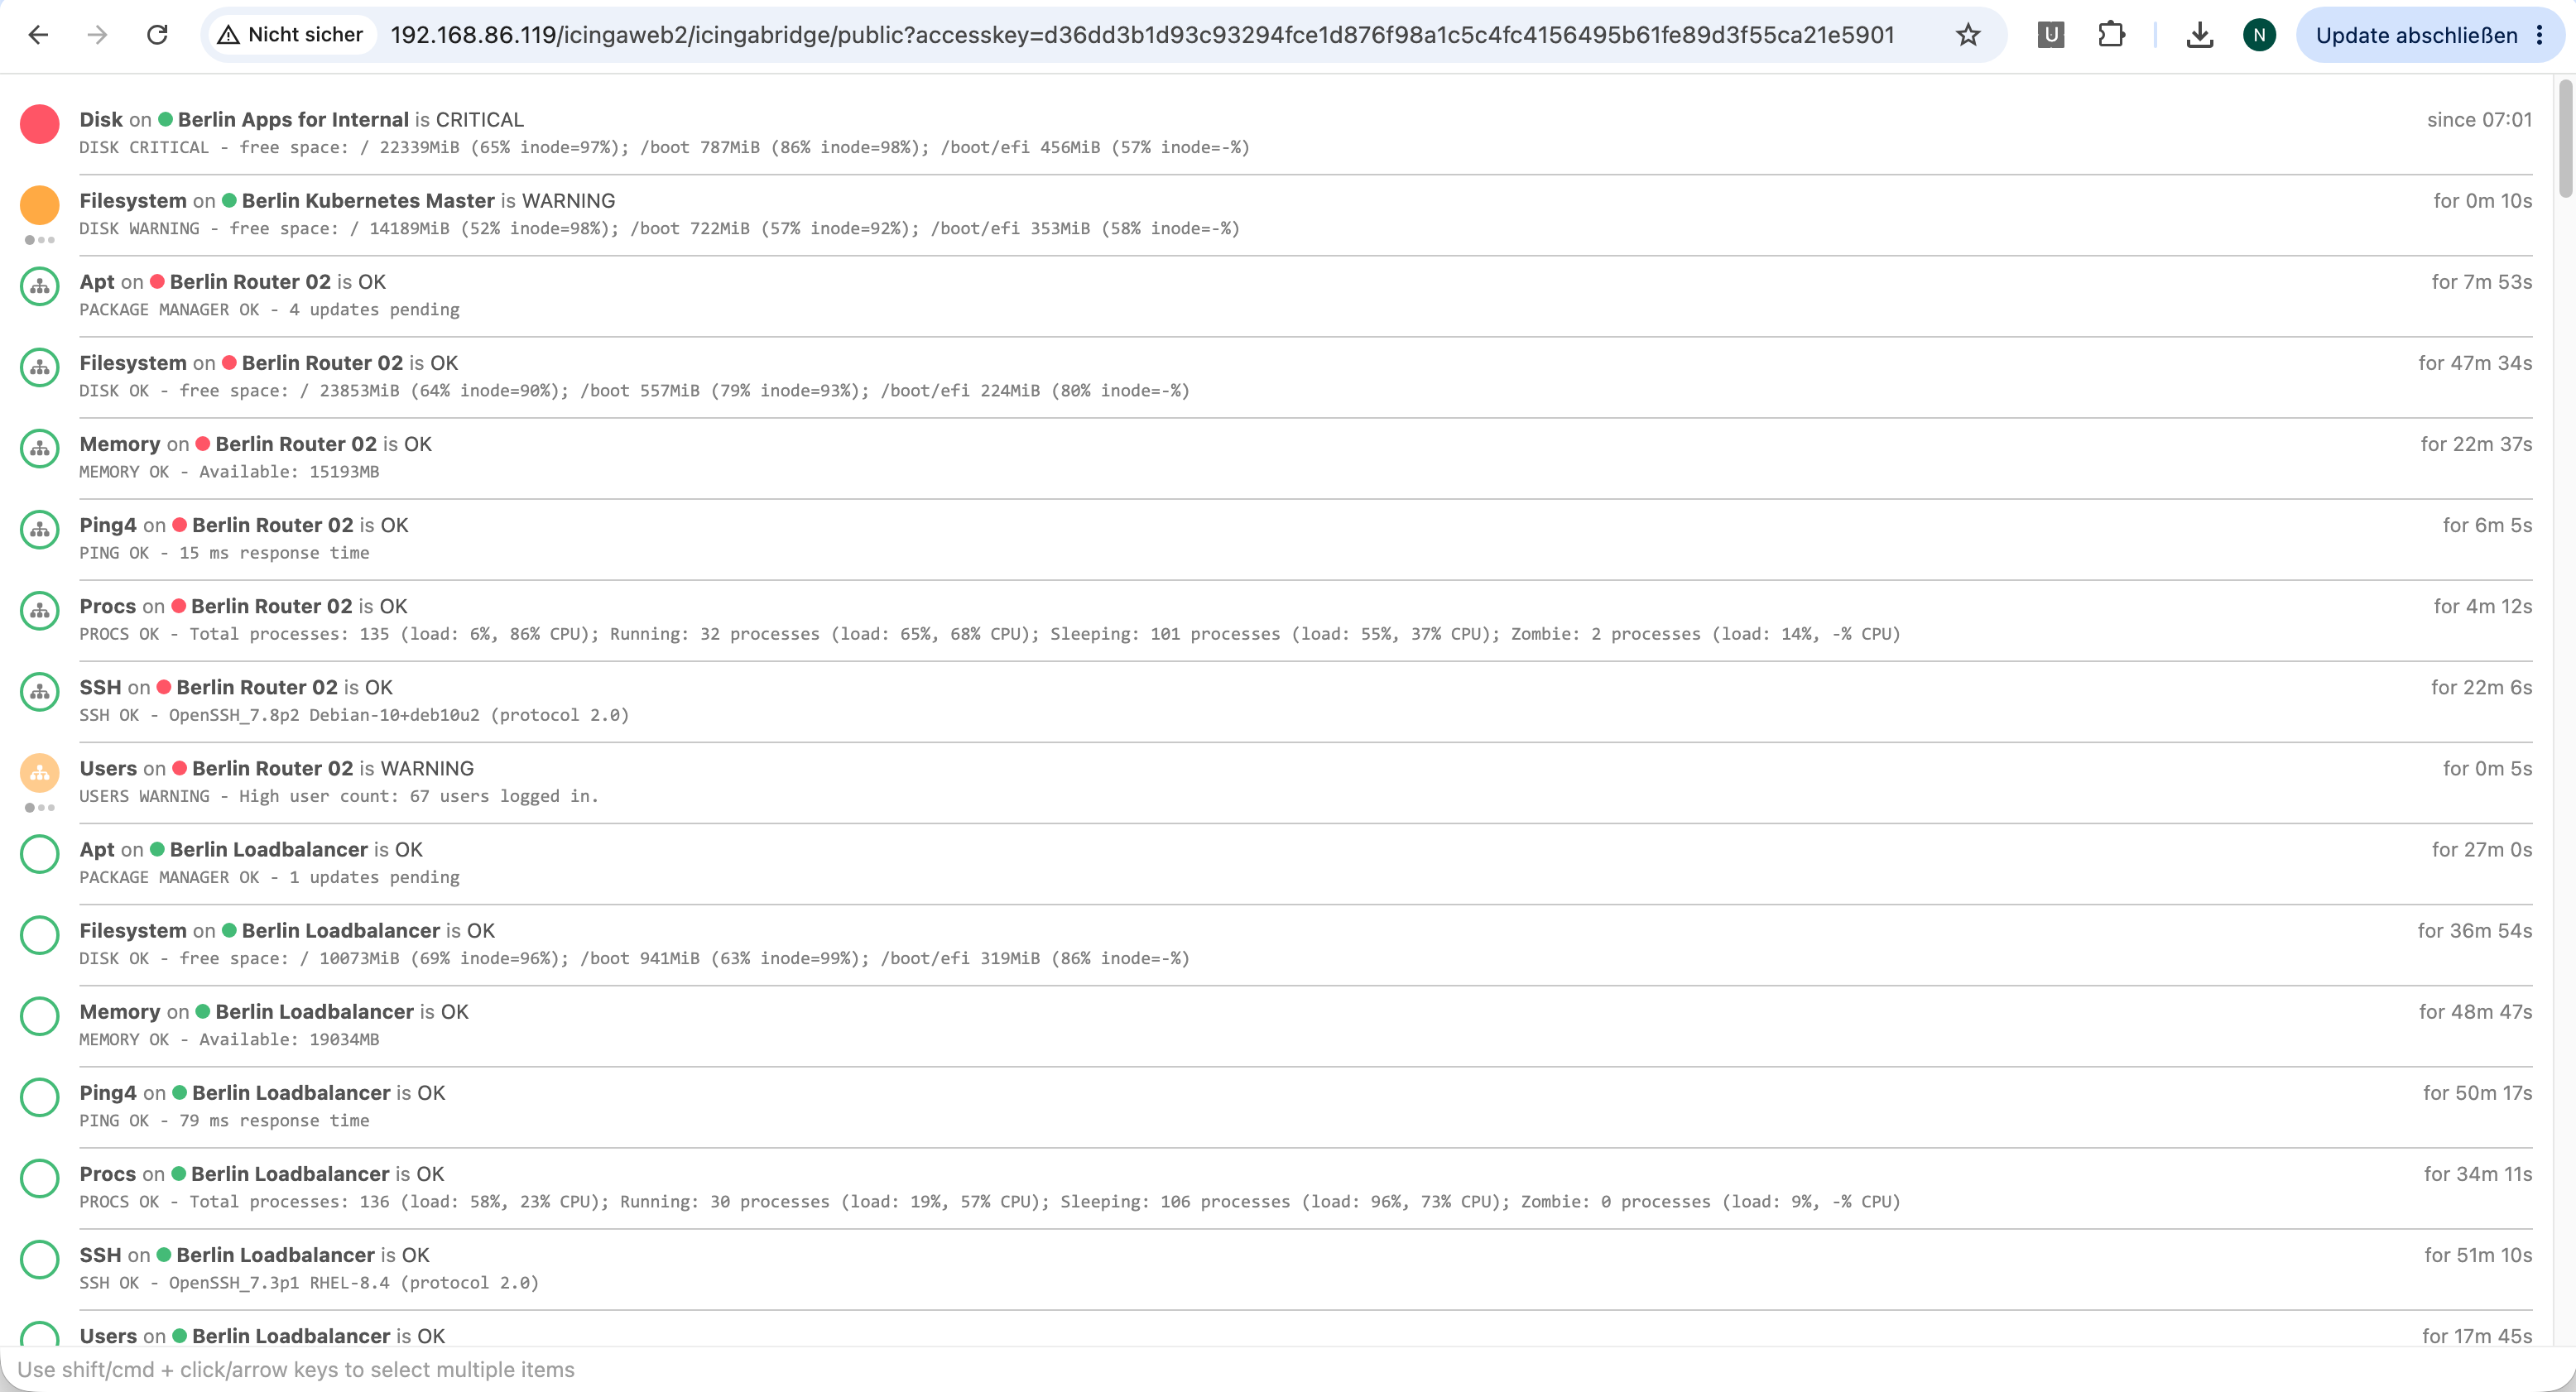 Nicht sicher 192.168.86.119/icingaweb2/icingabridge/public?accesskey=d36dd3b1d93c93294fce1d876f98a1c5c4fc4156495b61fe89d3f55ca21e5901 U N Update abschließen
Disk on Berlin Apps for Internal is CRITICAL since 07:01
DISK CRITICAL - free space: / 22339MiB (65% inode=97%); /boot 787MiB (86% inode=98%); /boot/efi 456MiB (57% inode=-%)
Filesystem on Berlin Kubernetes Master is WARNING for 0m 10s
DISK WARNING - free space: / 14189MiB (52% inode=98%); /boot 722MiB (57% inode=92%); /boot/efi 353MiB (58% inode=-%)
Apt on Berlin Router 02 is OK for 7m 53s
PACKAGE MANAGER OK - 4 updates pending
Filesystem on Berlin Router 02 is OK for 47m 34s
DISK OK - free space: / 23853MiB (64% inode=90%); /boot 557MiB (79% inode=93%); /boot/efi 224MiB (80% inode=-%)
Memory on Berlin Router 02 is OK for 22m 37s
MEMORY OK - Available: 15193MB
Ping4 on Berlin Router 02 is OK for 6m 5s
PING OK - 15 ms response time
Procs on Berlin Router 02 is OK for 4m 12s
PROCS OK - Total processes: 135 (load: 6%, 86% CPU); Running: 32 processes (load: 65%, 68% CPU); Sleeping: 101 processes (load: 55%, 37% CPU); Zombie: 2 processes (load: 14%, -% CPU)
SSH on Berlin Router 02 is OK for 22m 6s
SSH OK - OpenSSH_7.8p2 Debian-10+deb10u2 (protocol 2.0)
Users on Berlin Router 02 is WARNING for 0m 5s
USERS WARNING - High user count: 67 users logged in.
Apt on Berlin Loadbalancer is OK for 27m 0s
PACKAGE MANAGER OK - 1 updates pending
Filesystem on Berlin Loadbalancer is OK for 36m 54s
DISK OK - free space: / 10073MiB (69% inode=96%); /boot 941MiB (63% inode=99%); /boot/efi 319MiB (86% inode=-%)
Memory on Berlin Loadbalancer is OK for 48m 47s
MEMORY OK - Available: 19034MB
Ping4 on Berlin Loadbalancer is OK for 50m 17s
PING OK - 79 ms response time
Procs on Berlin Loadbalancer is OK for 34m 11s
PROCS OK - Total processes: 136 (load: 58%, 23% CPU); Running: 30 processes (load: 19%, 57% CPU); Sleeping: 106 processes (load: 96%, 73% CPU); Zombie: 0 processes (load: 9%, -% CPU)
SSH on Berlin Loadbalancer is OK for 51m 10s
SSH OK - OpenSSH_7.3p1 RHEL-8.4 (protocol 2.0)
Users on Berlin Loadbalancer is OK for 17m 45s
Use shift/cmd + click/arrow keys to select multiple items